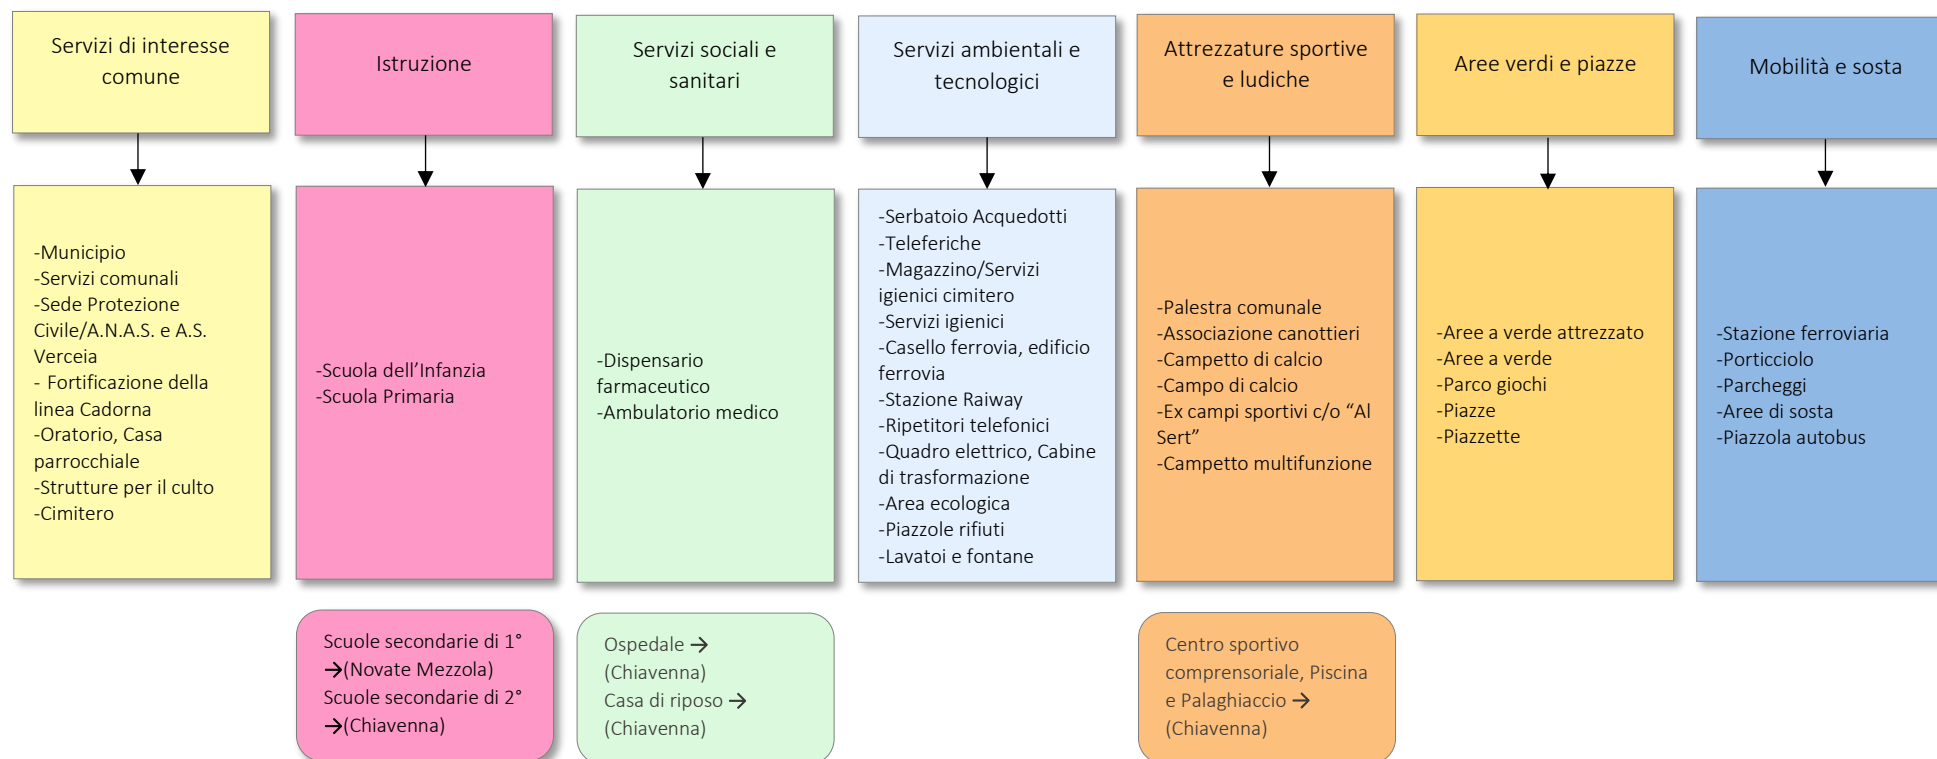 Servizi di interesse
comune
Istruzione
Servizi sociali e
sanitari
Servizi ambientali e
tecnologici
Attrezzature sportive
e ludiche
Aree verdi e piazze
Mobilità e sosta
-Municipio
-Servizi comunali
-Sede Protezione
Civile/A.N.A.S. e A.S.
Verceia
- Fortificazione della
linea Cadorna
-Oratorio, Casa
parrocchiale
-Strutture per il culto
-Cimitero
-Scuola dell’Infanzia
-Scuola Primaria
-Dispensario
farmaceutico
-Ambulatorio medico
-Serbatoio Acquedotti
-Teleferiche
-Magazzino/Servizi
igienici cimitero
-Servizi igienici
-Casello ferrovia, edificio
ferrovia
-Stazione Raiway
-Ripetitori telefonici
-Quadro elettrico, Cabine
di trasformazione
-Area ecologica
-Piazzole rifiuti
-Lavatoi e fontane
-Palestra comunale
-Associazione canottieri
-Campetto di calcio
-Campo di calcio
-Ex campi sportivi c/o “Al
Sert”
-Campetto multifunzione
-Aree a verde attrezzato
-Aree a verde
-Parco giochi
-Piazze
-Piazzette
-Stazione ferroviaria
-Porticciolo
-Parcheggi
-Aree di sosta
-Piazzola autobus
Scuole secondarie di 1°
→(Novate Mezzola)
Scuole secondarie di 2°
→(Chiavenna)
Ospedale →
(Chiavenna)
Casa di riposo →
(Chiavenna)
Centro sportivo
comprensoriale, Piscina
e Palaghiaccio →
(Chiavenna)